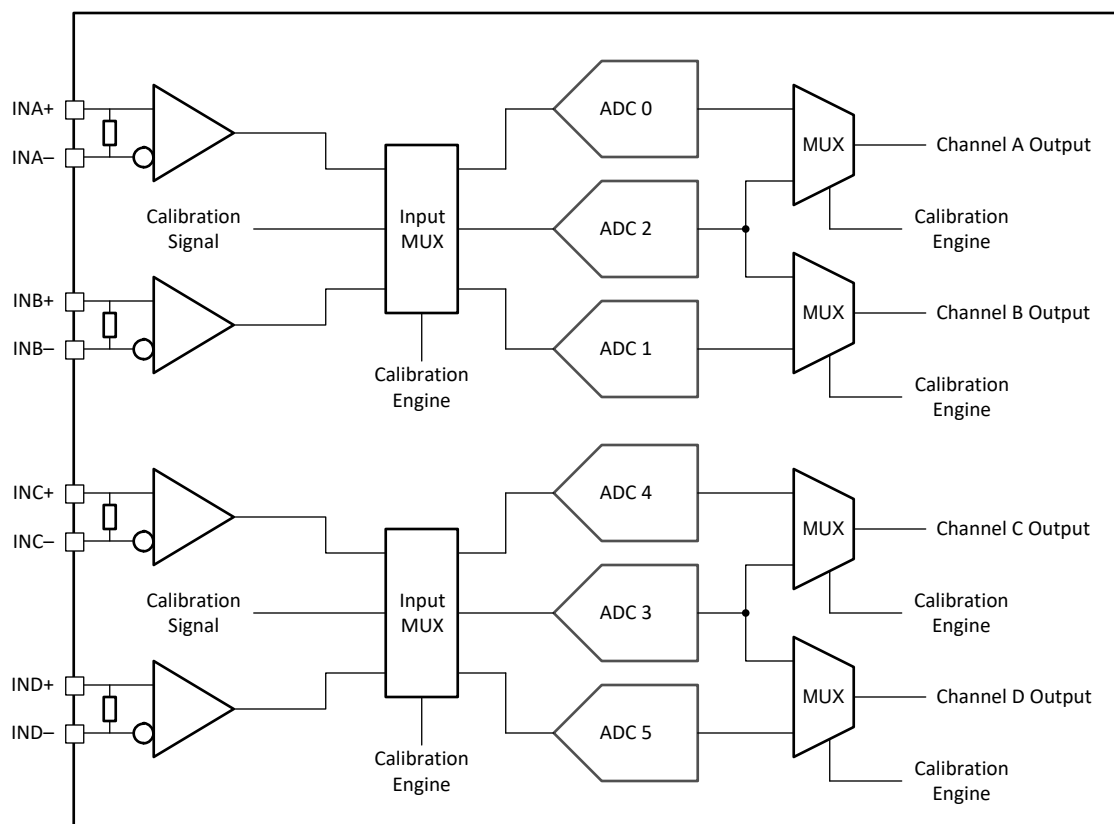 INA+
INA–
ADC 0
MUX
Channel A Output
Calibration
Signal
Input
MUX
ADC 2
Calibration
Engine
INB+
INB–
ADC 1
MUX
Channel B Output
Calibration
Engine
Calibration
Engine
INC+
INC–
ADC 4
MUX
Channel C Output
Calibration
Signal
Input
MUX
ADC 3
Calibration
Engine
IND+
IND–
ADC 5
MUX
Channel D Output
Calibration
Engine
Calibration
Engine